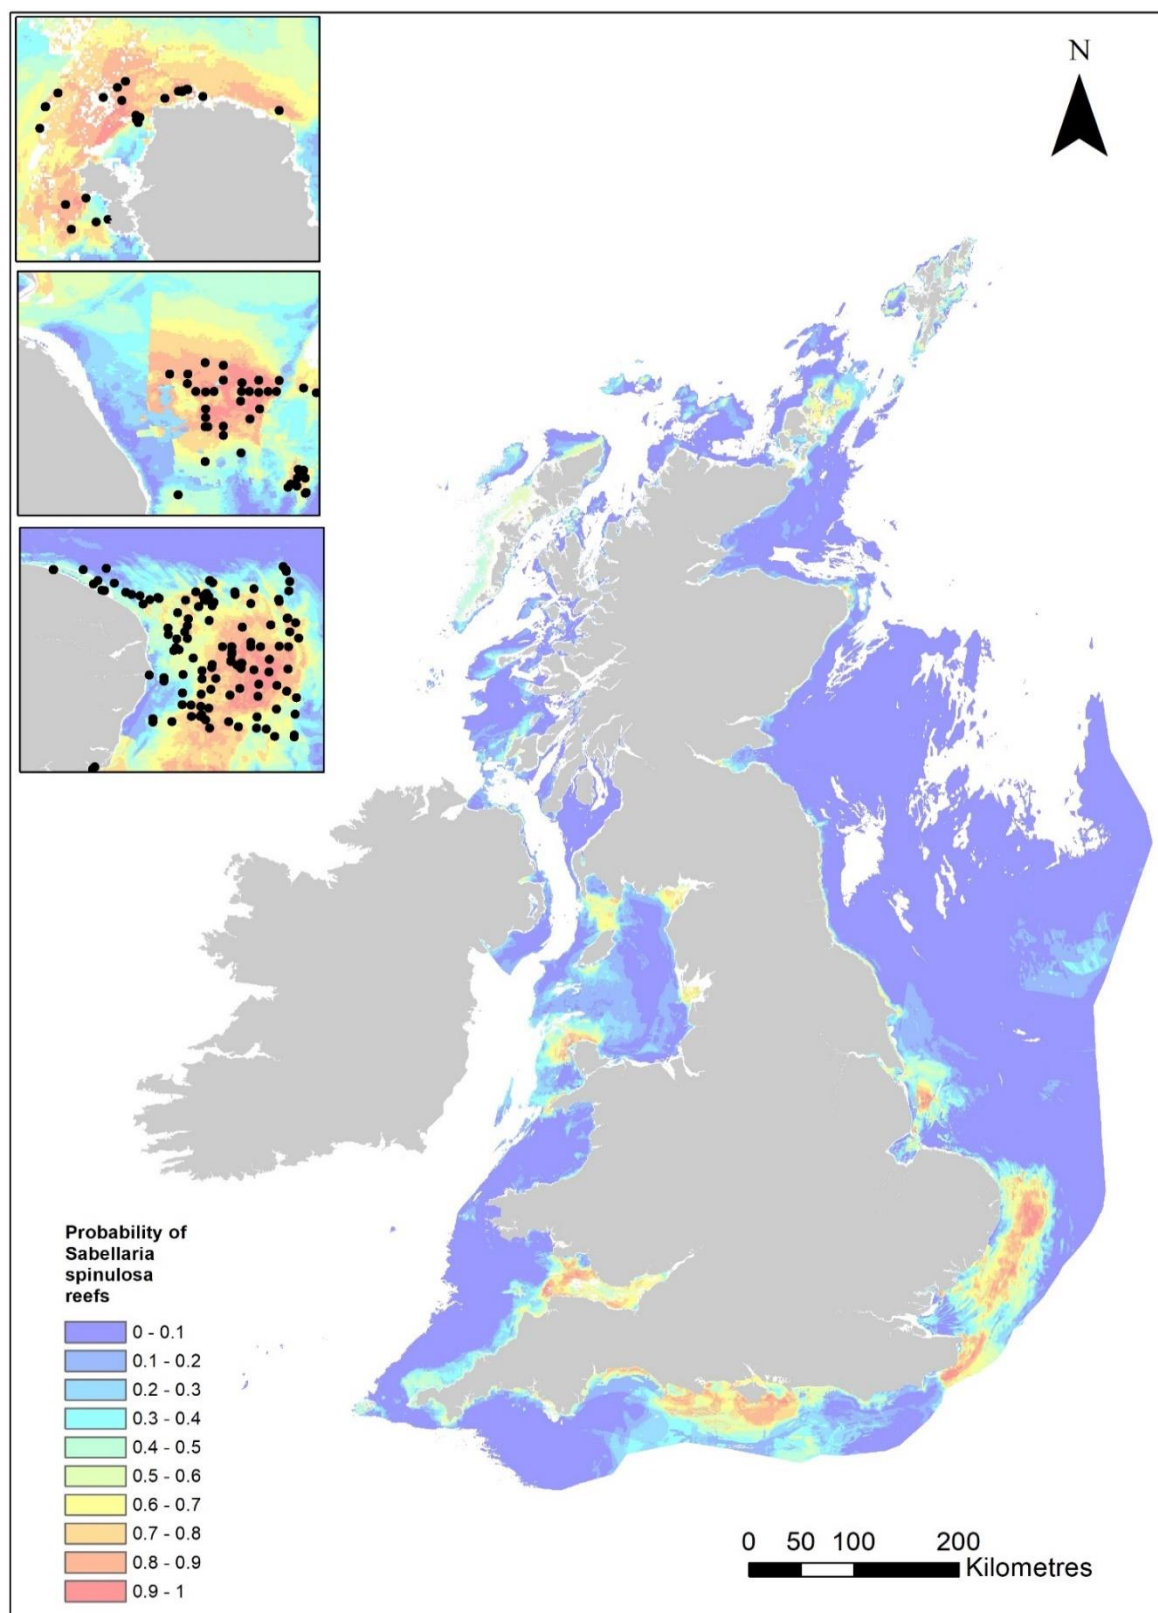 N
Probability of
Sabellaria
spinulosa
reefs
0 - 0.1
0.1 - 0.2
0.2 - 0.3
0.3 - 0.4
0.4 - 0.5
0.5 - 0.6
0.6 - 0.7
0.7 - 0.8
0.8 - 0.9
0.9 - 1
0 50 100 200
Kilometres